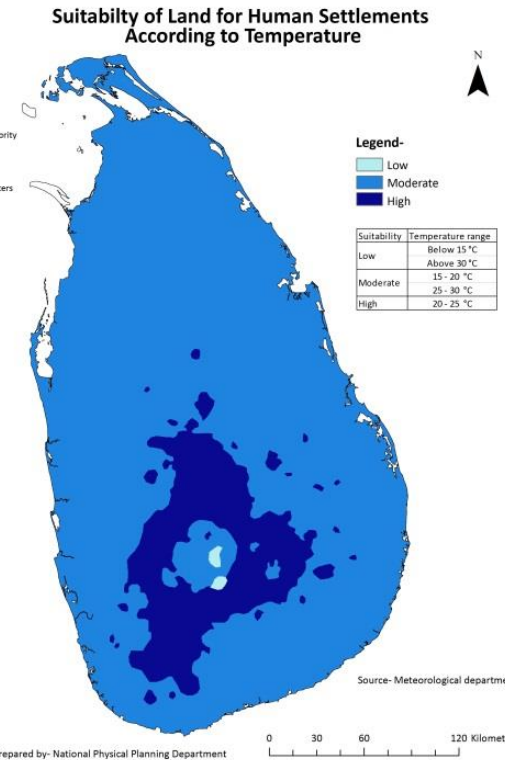 Suitabilty of Land for Human Settlements
According to Temperature
N
ority
ters
Legend-
Low
Moderate
High
Suitability Temperature range
Low Below 15 °C
Above 30 °C
Moderate 15 - 20 °C
25 - 30 °C
High 20 - 25 °C
Source- Meteorological departme
repared by- National Physical Planning Department
0 30 60 120 Kilomet